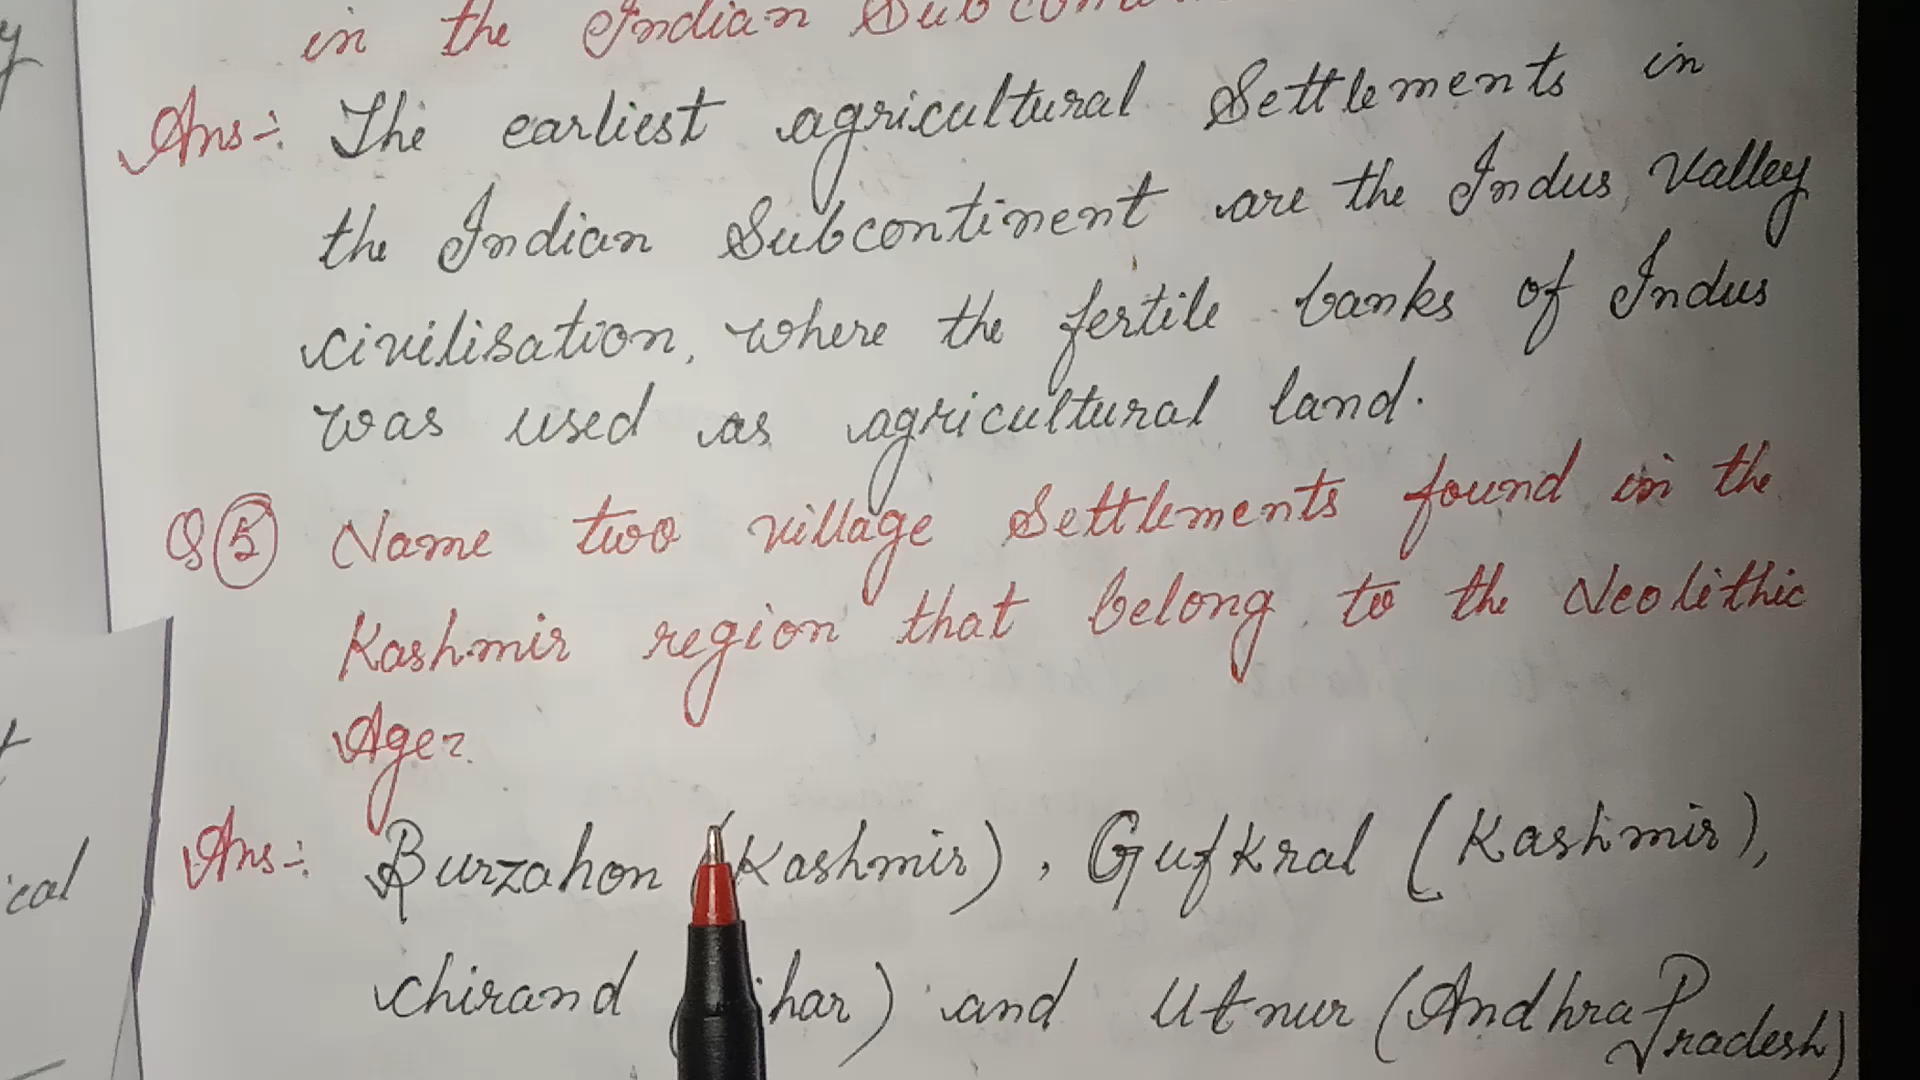 in the Indian
Ans:- The earliest agricultural Settlements in
the Indian Subcontinent are the Indus Valley
civilisation, where the fertile banks of Indus
was used as agricultural land.
Q5 Name two village Settlements found in the
Kashmir region that belong to the Neolithic
Age?
Ans:- Burzahon (Kashmir), Gufkral (Kashmir),
chirand and Utnur (Andhra Pradesh)
ical